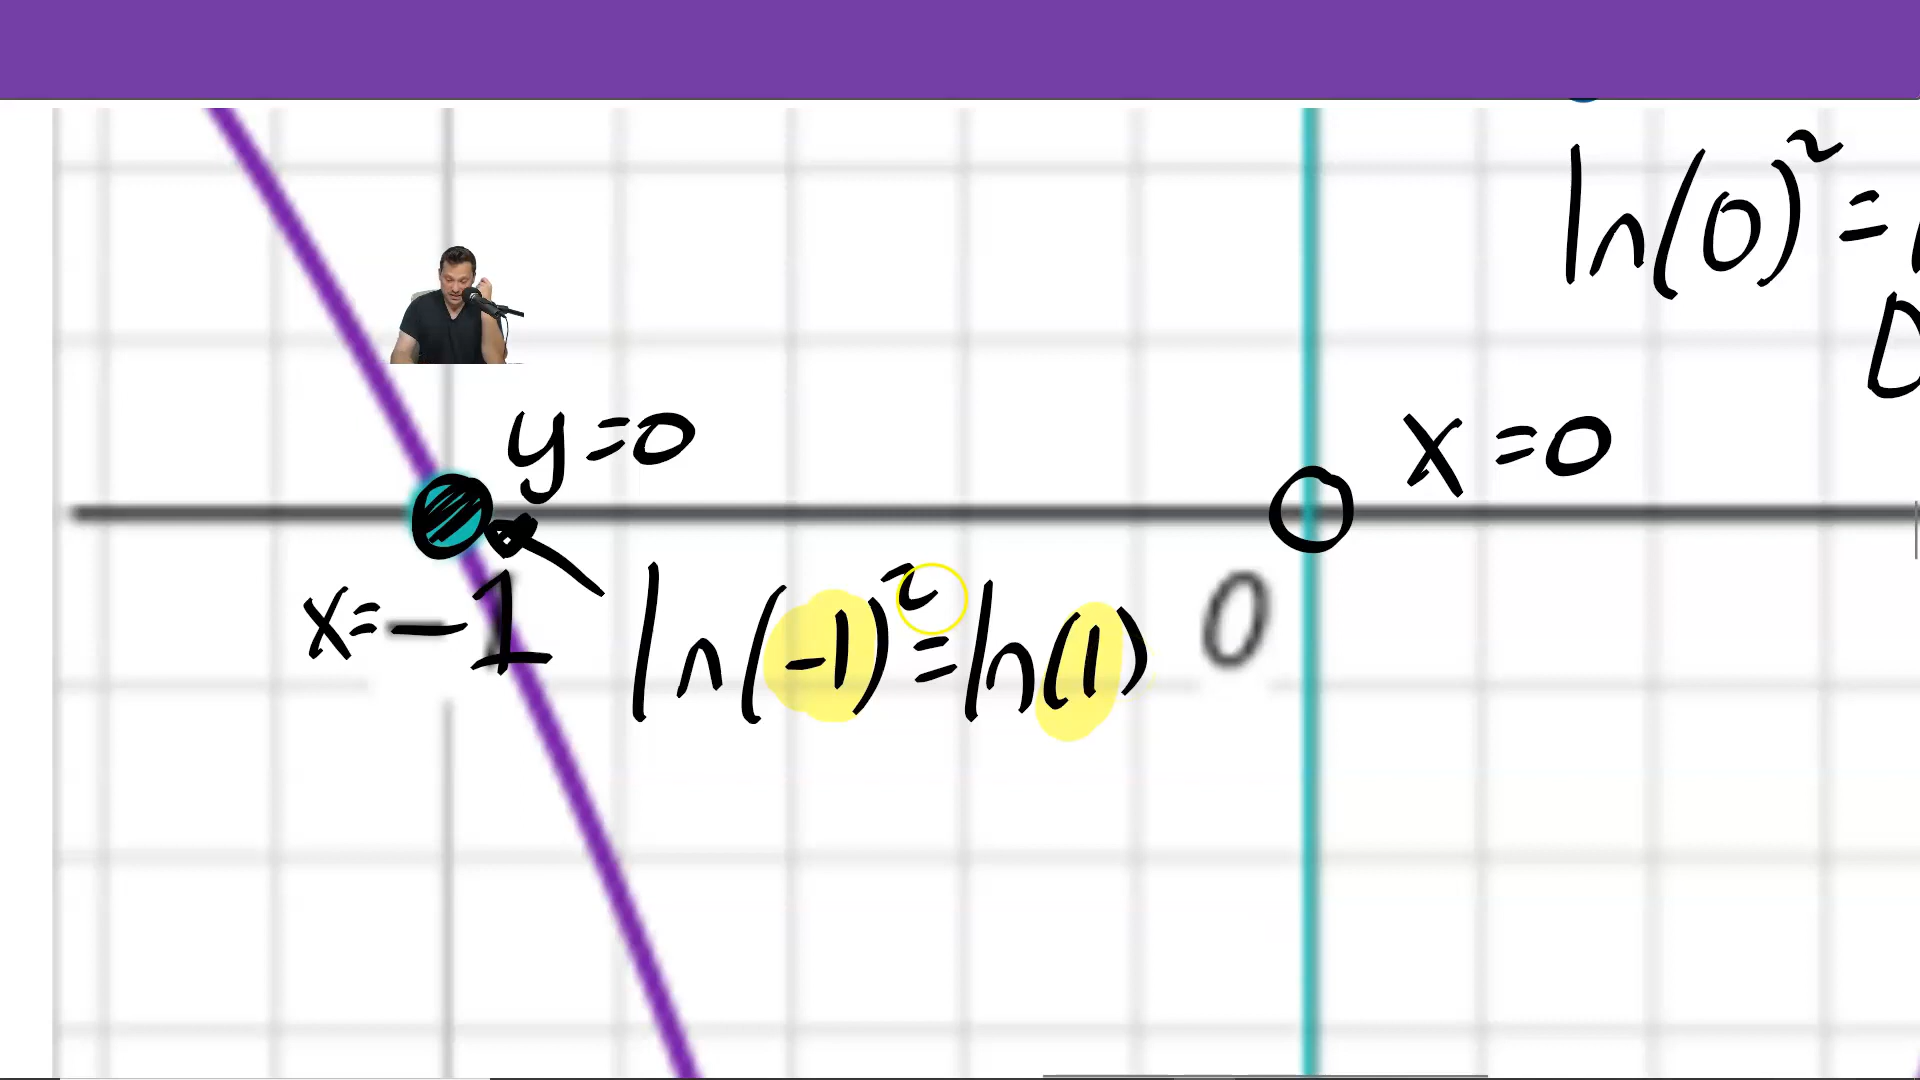 ln(0)² =
y=0
x=0
x=-1
ln(-1)²=ln(1)
0